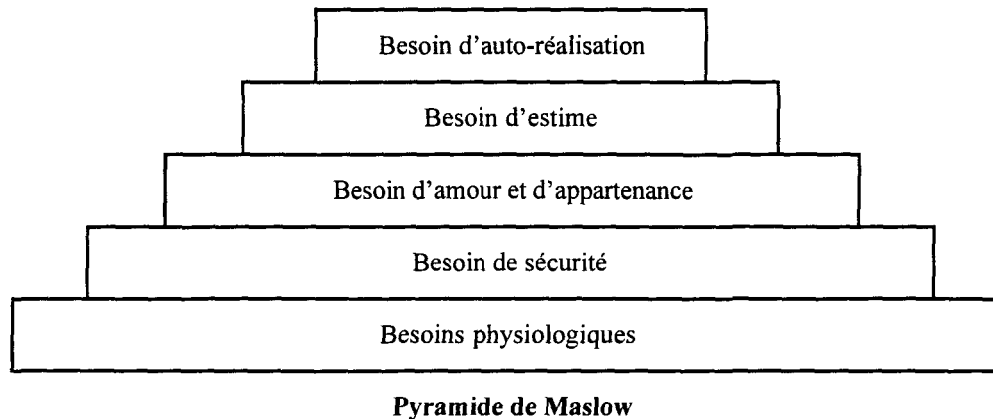 Besoin d'auto-réalisation
Besoin d'estime
Besoin d'amour et d'appartenance
Besoin de sécurité
Besoins physiologiques
Pyramide de Maslow